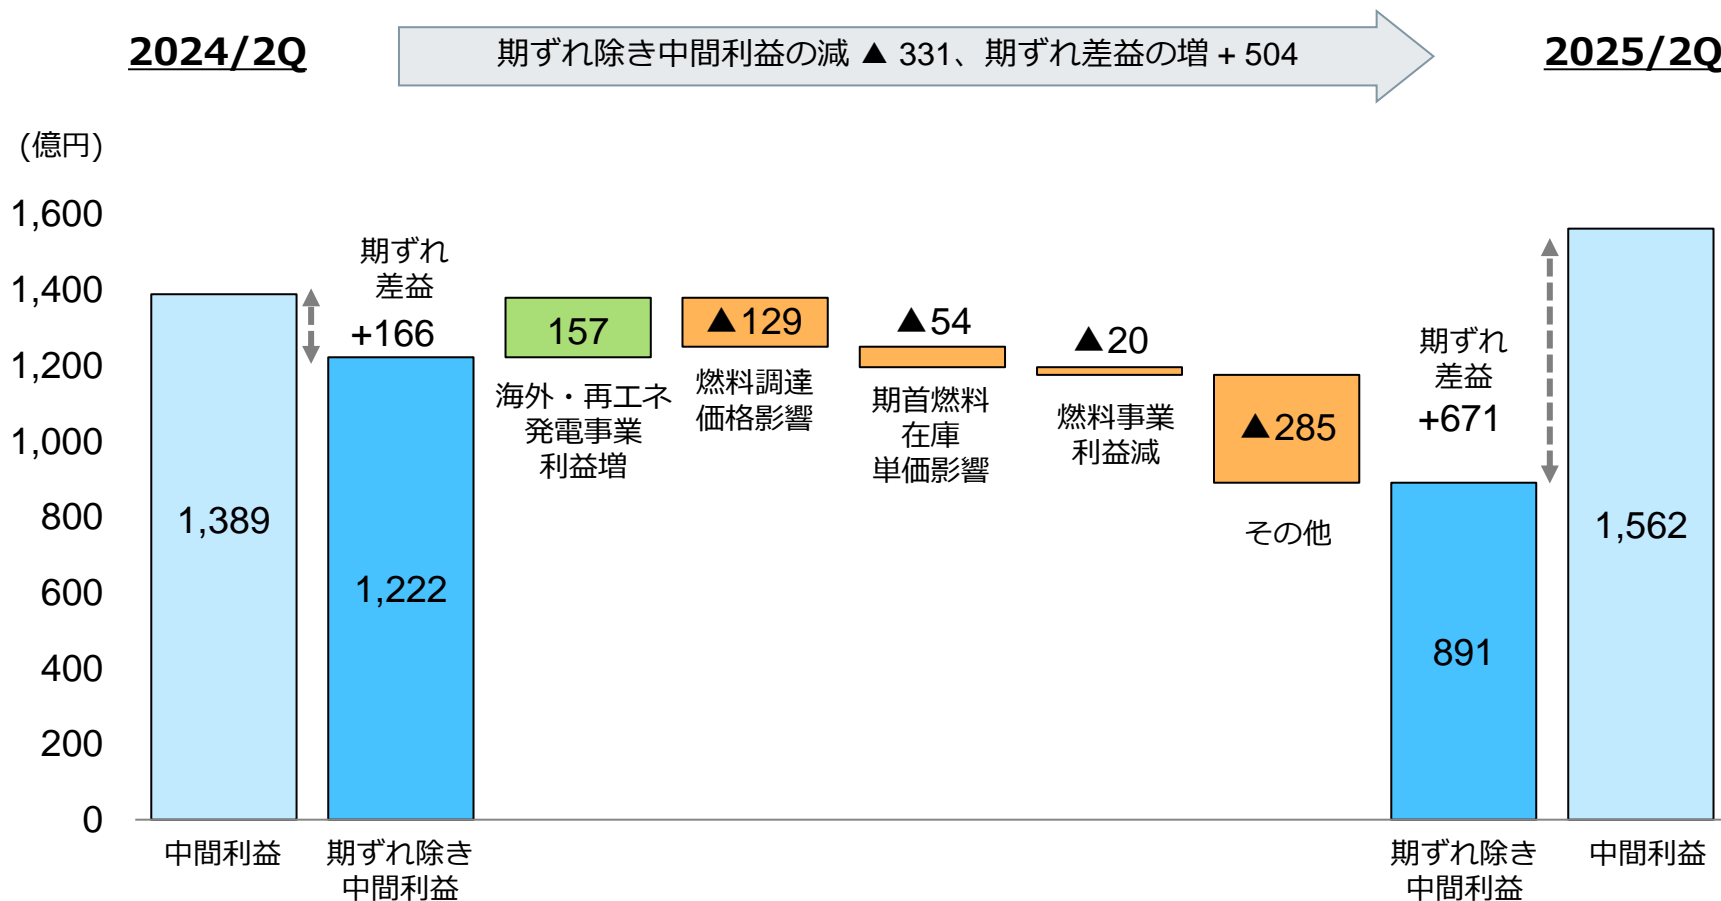 2024/2Q
期ずれ除き中間利益の減 ▲ 331、期ずれ差益の増 + 504
2025/2Q
(億円)
1,600
1,400
1,200
1,000
800
600
400
200
0
1,389
期ずれ
差益
+166
1,222
157
海外・再エネ
発電事業
利益増
▲129
燃料調達
価格影響
▲54
期首燃料
在庫
単価影響
▲20
燃料事業
利益減
▲285
その他
期ずれ
差益
+671
891
1,562
中間利益
期ずれ除き
中間利益
期ずれ除き
中間利益
中間利益